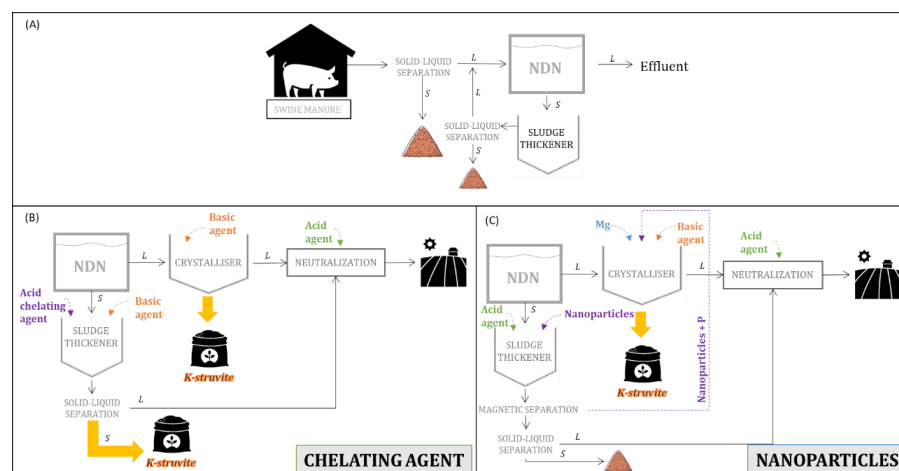 (A)
SOLID-LIQUID
SEPARATION
L
NDN
L
Effluent
SWINE MANURE
S
L
S
SOLID-LIQUID
SEPARATION
SLUDGE
THICKENER
S
(B)
Basic
agent
Acid
agent
NDN
L
CRYSTALLISER
L
NEUTRALIZATION
S
Acid
chelating
agent
Basic
agent
SLUDGE
THICKENER
K-struvite
SOLID-LIQUID
SEPARATION
L
S
K-struvite
CHELATING AGENT
(C)
Mg
Basic
agent
Acid
agent
NDN
L
CRYSTALLISER
L
NEUTRALIZATION
S
Acid
agent
Nanoparticles
SLUDGE
THICKENER
K-struvite
Nanoparticles + P
MAGNETIC SEPARATION
SOLID-LIQUID
SEPARATION
L
S
NANOPARTICLES